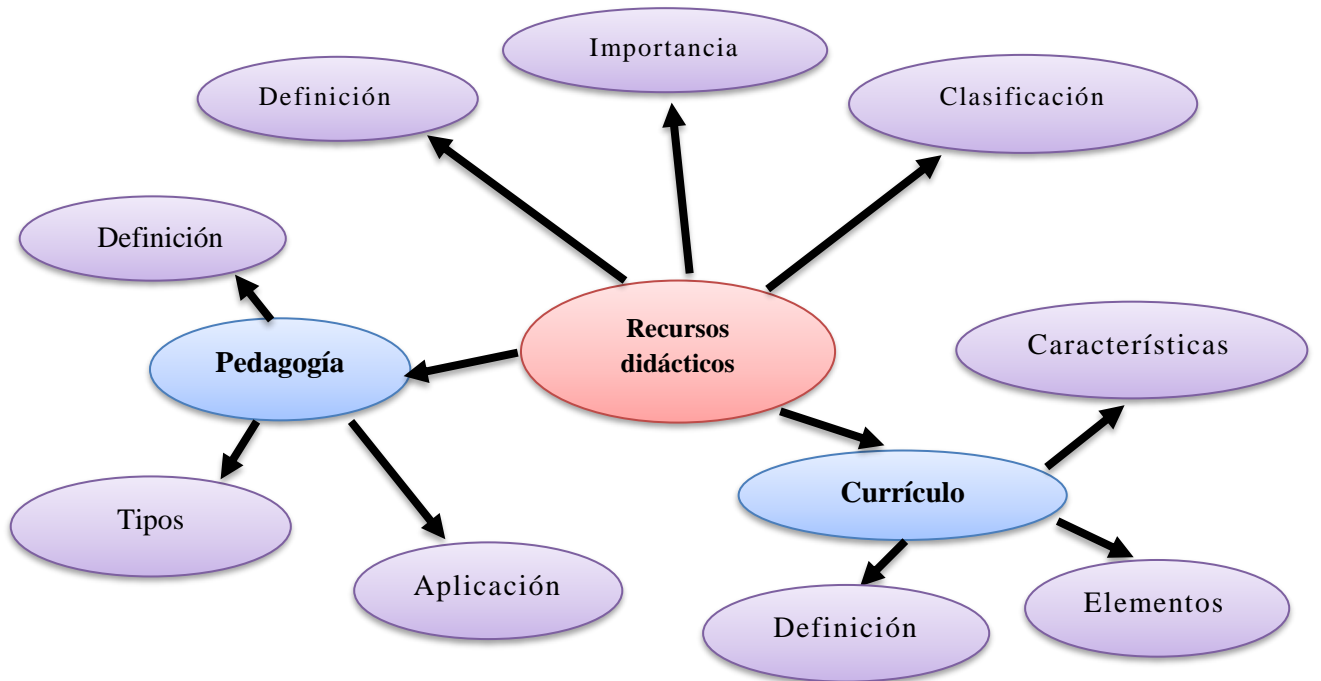 Importancia
Definición
Clasificación
Definición
Recursos
didácticos
Características
Pedagogía
Currículo
Tipos
Aplicación
Elementos
Definición